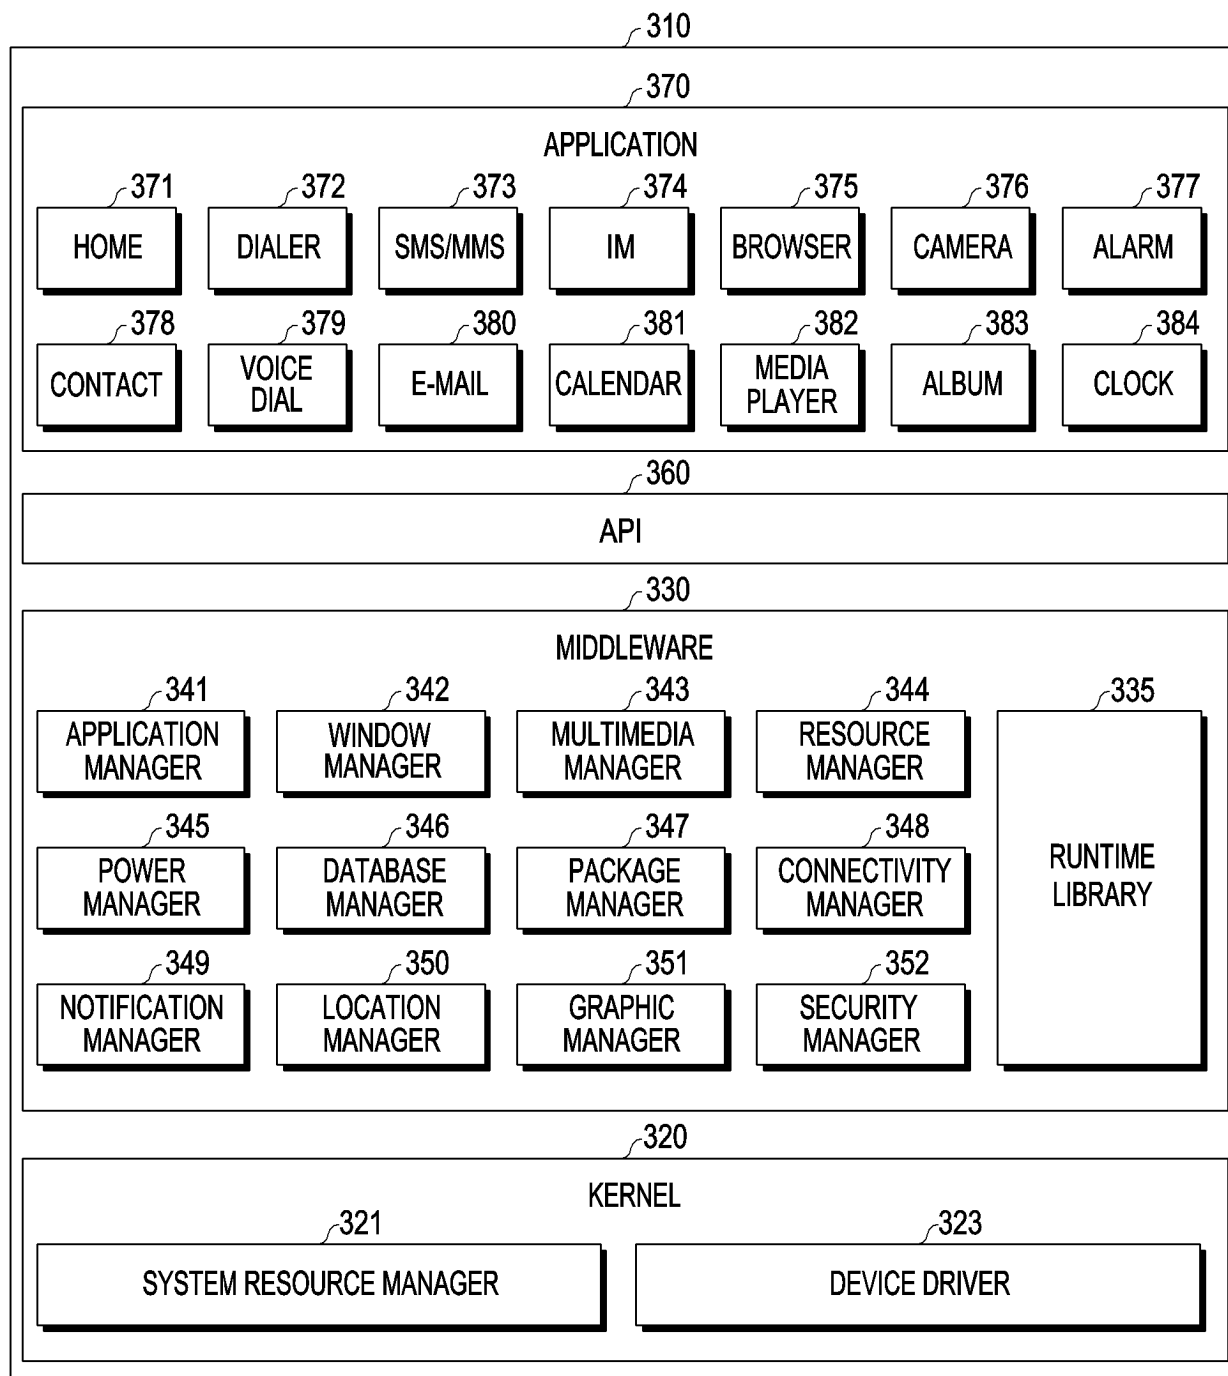 310
370
APPLICATION
371 372 373 374 375 376 377
HOME DIALER SMS/MMS IM BROWSER CAMERA ALARM
378 379 380 381 382 383 384
CONTACT VOICE DIAL E-MAIL CALENDAR MEDIA PLAYER ALBUM CLOCK
360
API
330
MIDDLEWARE
341 342 343 344 335
APPLICATION MANAGER WINDOW MANAGER MULTIMEDIA MANAGER RESOURCE MANAGER
345 346 347 348
POWER MANAGER DATABASE MANAGER PACKAGE MANAGER CONNECTIVITY MANAGER RUNTIME LIBRARY
349 350 351 352
NOTIFICATION MANAGER LOCATION MANAGER GRAPHIC MANAGER SECURITY MANAGER
320
KERNEL
321 323
SYSTEM RESOURCE MANAGER DEVICE DRIVER